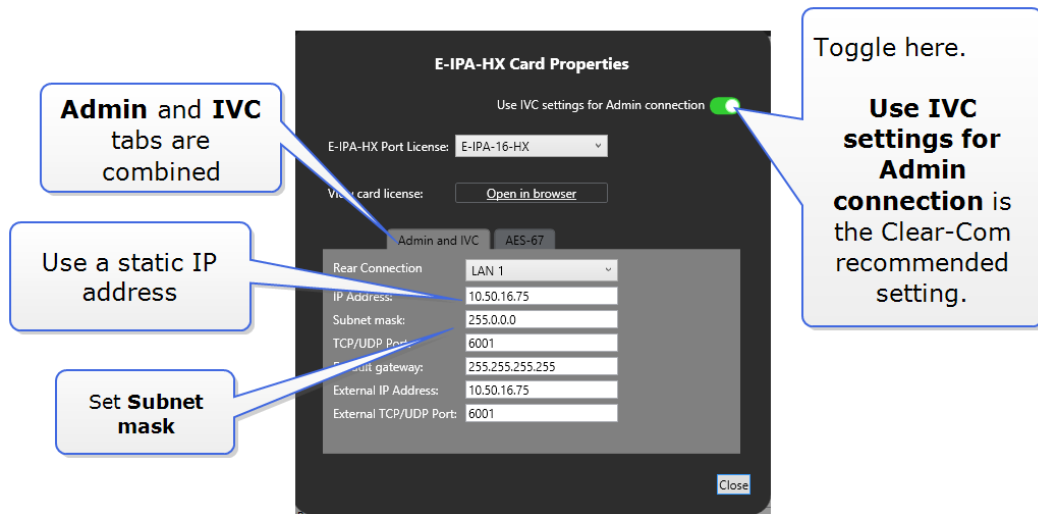 E-IPA-HX Card Properties
Use IVC settings for Admin connection
Toggle here.
Use IVC
settings for
Admin
connection is
the Clear-Com
recommended
setting.
Admin and IVC
tabs are
combined
E-IPA-HX Port License: E-IPA-16-HX
View card license: Open in browser
Admin and IVC AES-67
Use a static IP
address
Rear Connection LAN 1
IP Address: 10.50.16.75
Subnet mask: 255.0.0.0
TCP/UDP Port: 6001
gateway: 255.255.255.255
External IP Address: 10.50.16.75
External TCP/UDP Port: 6001
Set Subnet
mask
Close